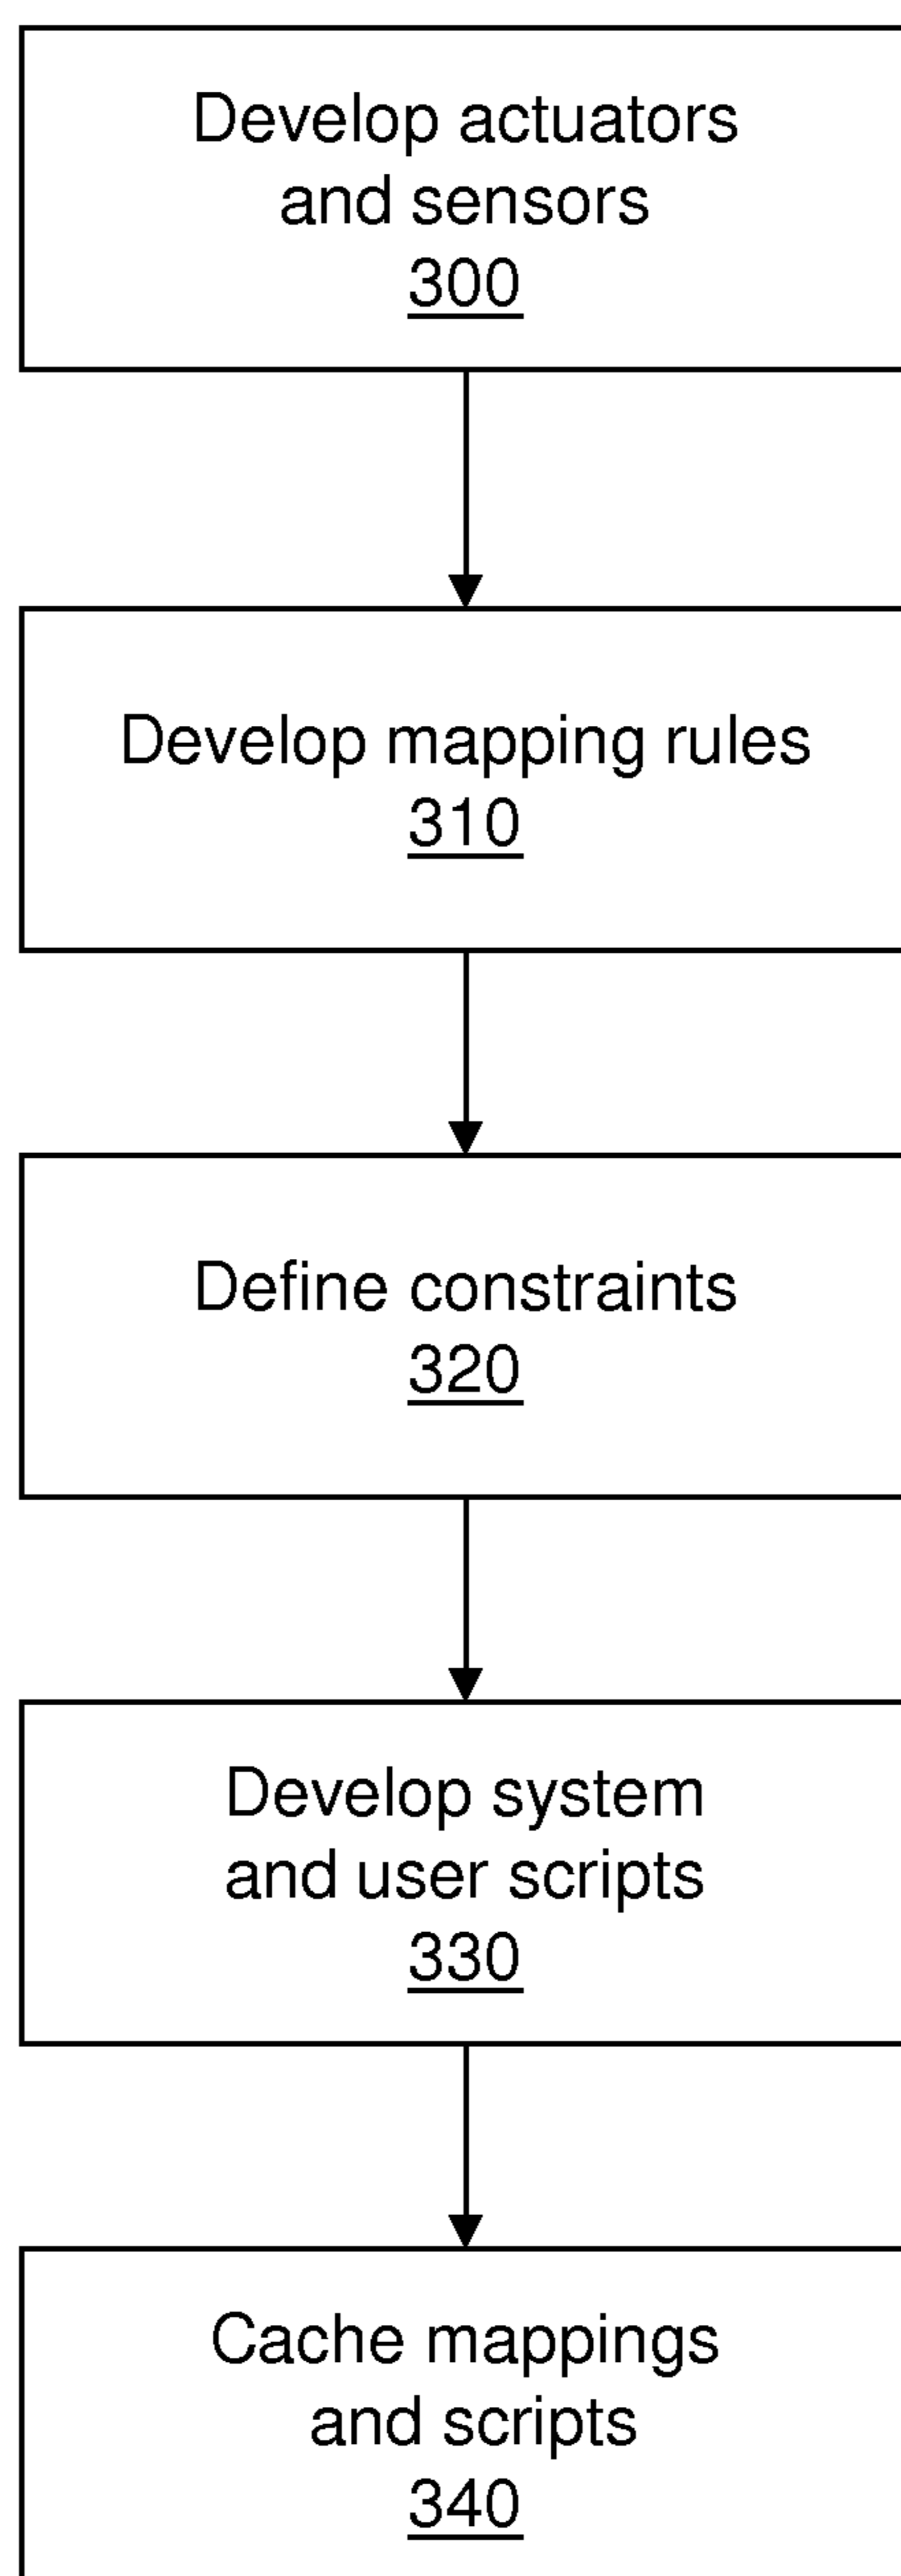 Develop actuators
and sensors
300
Develop mapping rules
310
Define constraints
320
Develop system
and user scripts
330
Cache mappings
and scripts
340